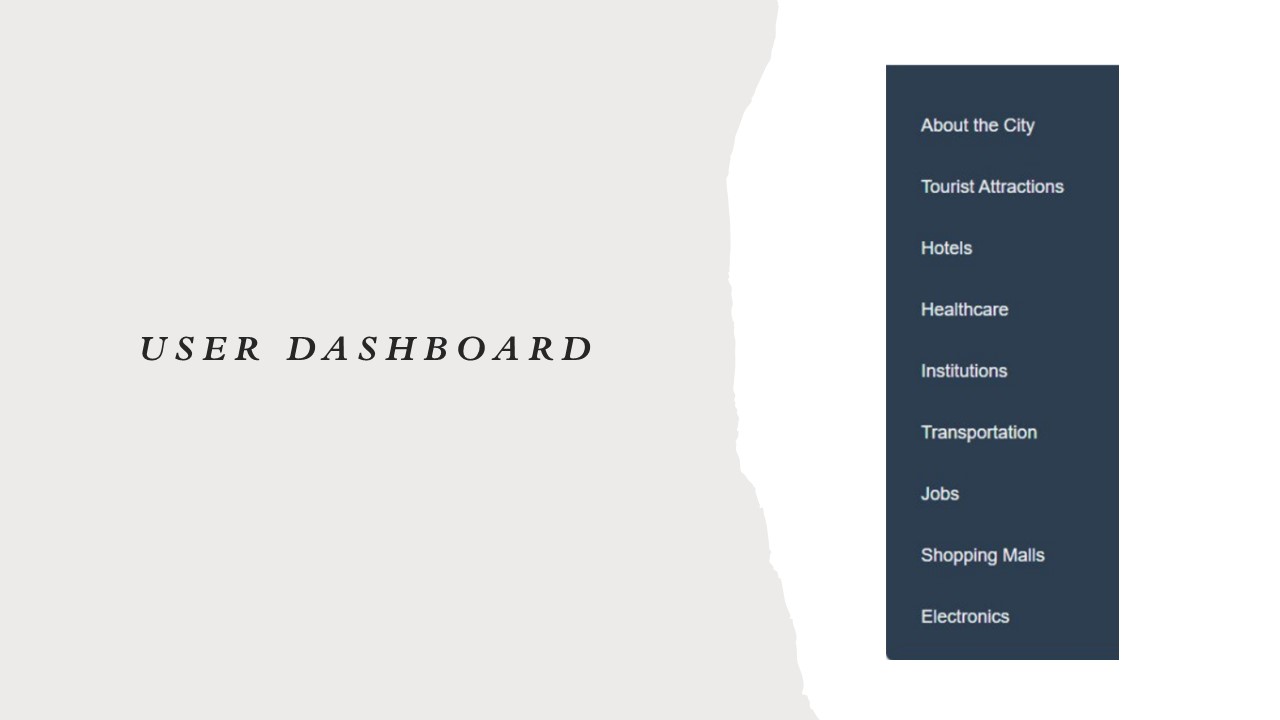 USER DASHBOARD
About the City
Tourist Attractions
Hotels
Healthcare
Institutions
Transportation
Jobs
Shopping Malls
Electronics